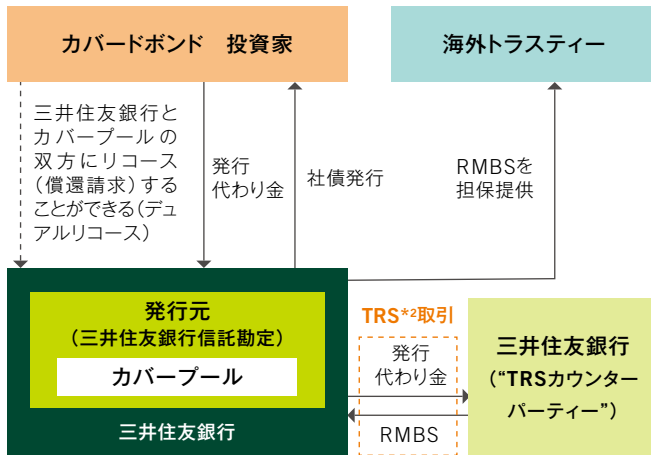 カバードボンド　投資家
海外トラスティー
三井住友銀行と
カバープールの
双方にリコース
（償還請求）する
ことができる（デュ
アルリコース）
発行
代わり金
社債発行
RMBSを
担保提供
発行元
（三井住友銀行信託勘定）
カバープール
三井住友銀行
TRS*2取引
発行
代わり金
RMBS
三井住友銀行
（“TRSカウンター
パーティー”）